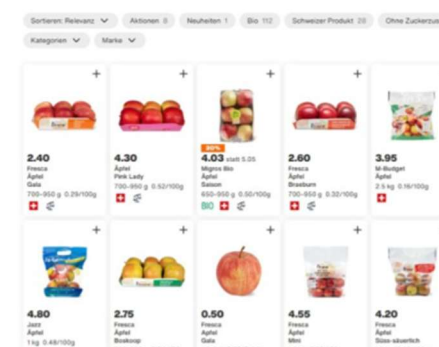 Sortieren: Relevanz
Aktionen 8
Neuheiten 1
Bio 112
Schweizer Produkt 28
Ohne Zuckerzus
Kategorien
Marke
2.40
Fresca
Äpfel
Gala
700-950 g 0.29/100g
4.30
Äpfel
Pink Lady
700-950 g 0.52/100g
20%
4.03 statt 5.05
Migros Bio
Äpfel
Saison
650-950 g 0.50/100g
BIO
2.60
Fresca
Äpfel
Braeburn
700-950 g 0.32/100g
3.95
M-Budget
Äpfel
2.5 kg 0.16/100g
4.80
Jazz
Äpfel
1 kg 0.48/100g
2.75
Fresca
Äpfel
Boskoop
0.50
Fresca
Äpfel
Gala
4.55
Fresca
Äpfel
Mini
4.20
Fresca
Äpfel
Süss-säuerlich